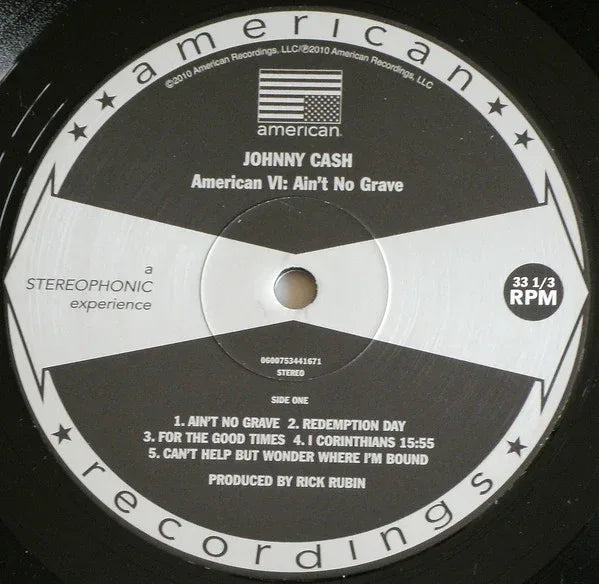 american
©2010 American Recordings, LLC/℗2010 American Recordings, LLC
american
JOHNNY CASH
American VI: Ain't No Grave
a
STEREOPHONIC
experience
33 1/3
RPM
0600753441671
STEREO
SIDE ONE
1. AIN'T NO GRAVE 2. REDEMPTION DAY
3. FOR THE GOOD TIMES 4. I CORINTHIANS 15:55
5. CAN'T HELP BUT WONDER WHERE I'M BOUND
PRODUCED BY RICK RUBIN
recordings